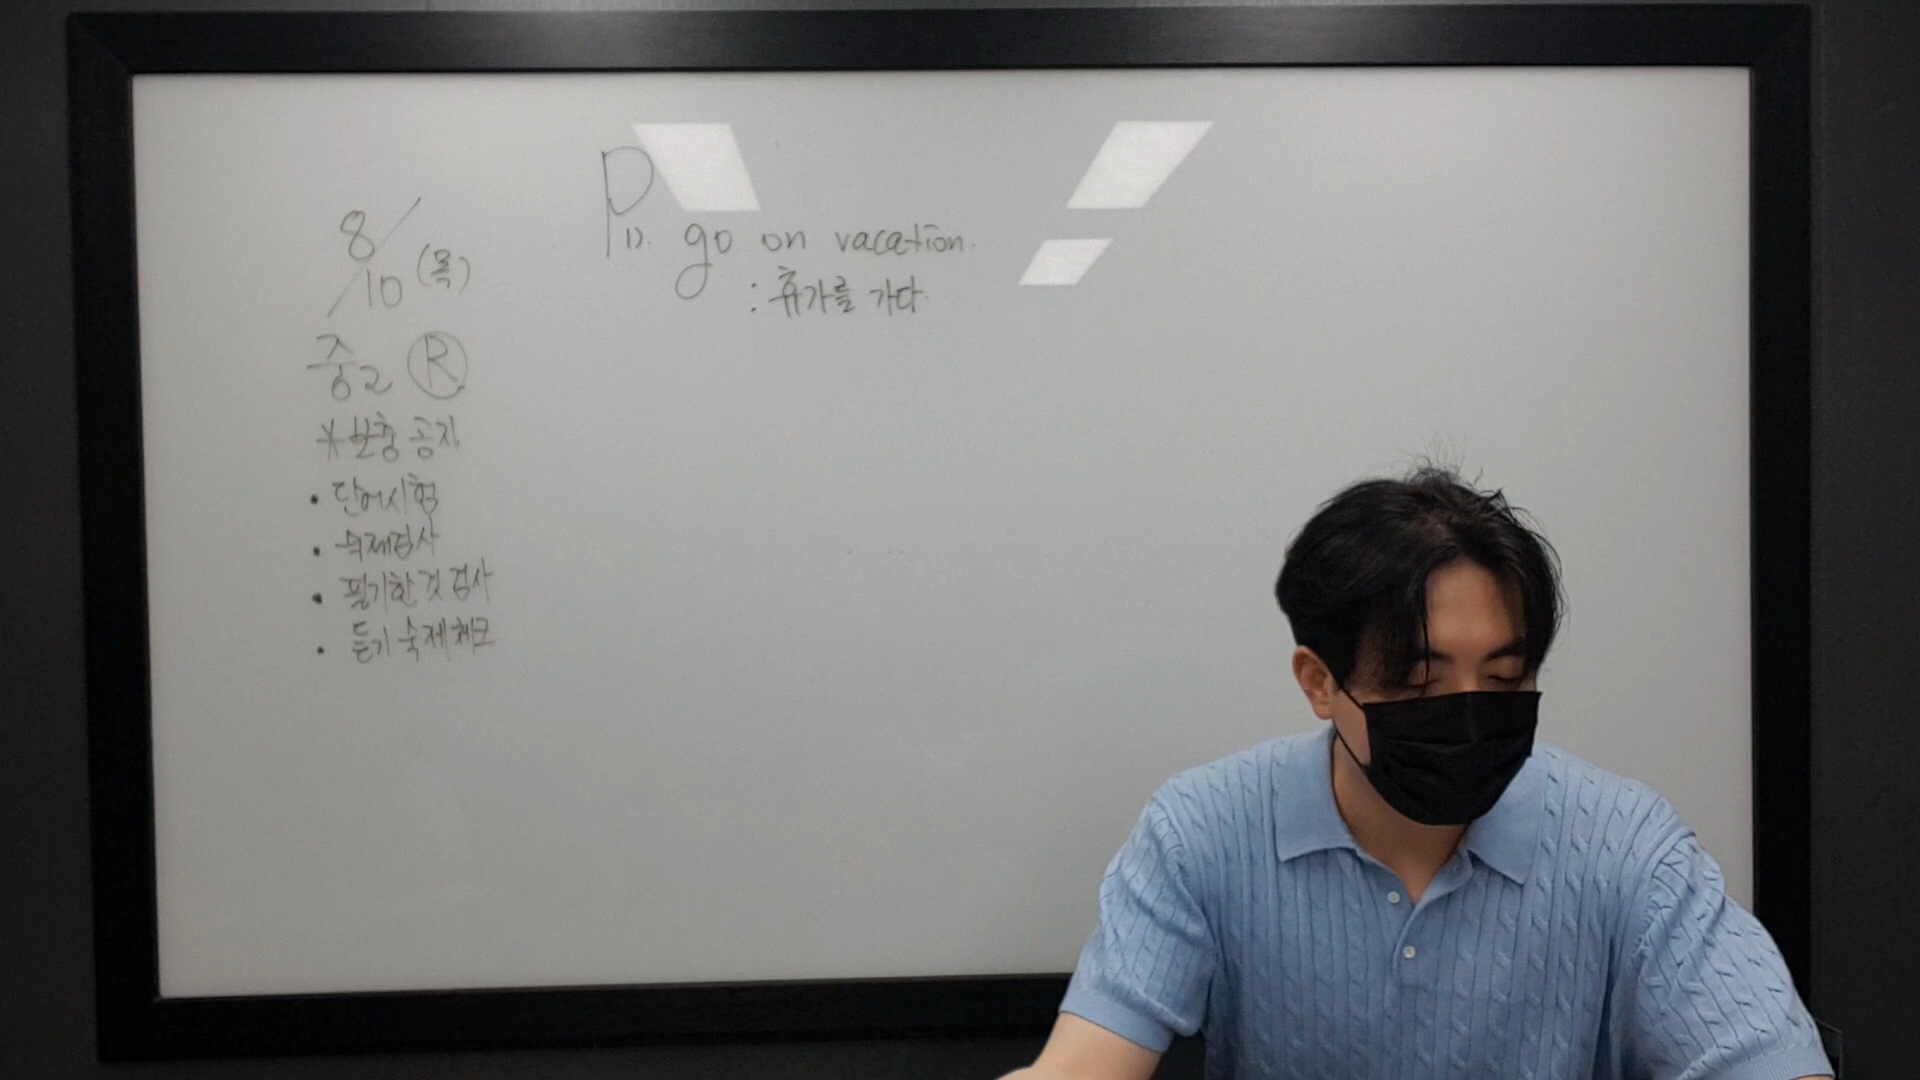 8/10 (목)
중2 Ⓡ
* 보충 공지
• 단어시험
• 숙제검사
• 필기한 것 검사
• 듣기 숙제 체크
P
1). go on vacation.
: 휴가를 가다.